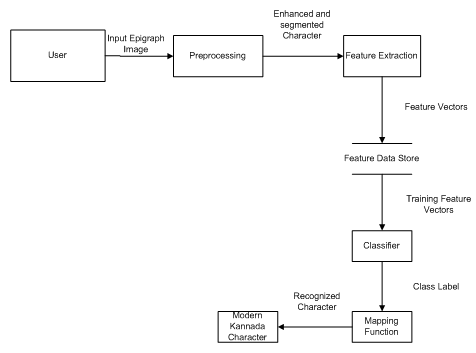 User
Input Epigraph
Image
Preprocessing
Enhanced and
segmented
Character
Feature Extraction
Feature Vectors
Feature Data Store
Training Feature
Vectors
Classifier
Class Label
Mapping
Function
Recognized
Character
Modern
Kannada
Character